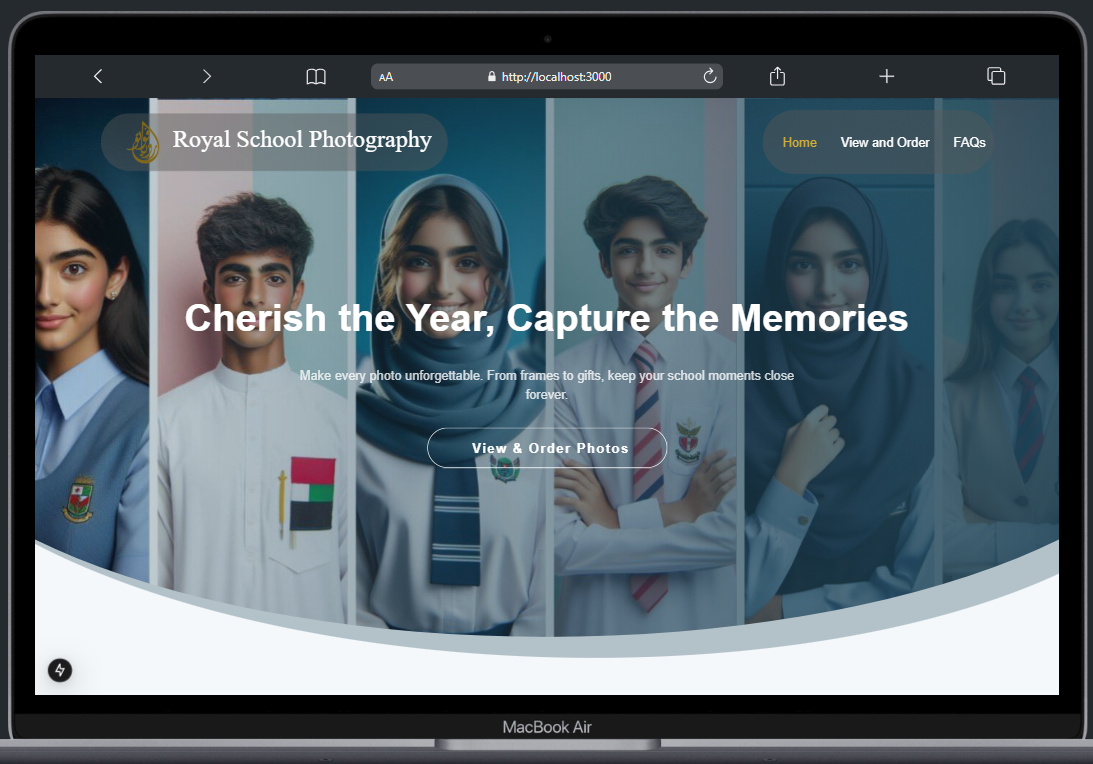 AA http://localhost:3000
Royal School Photography
Home View and Order FAQs
Cherish the Year, Capture the Memories
Make every photo unforgettable. From frames to gifts, keep your school moments close
forever.
View & Order Photos
MacBook Air